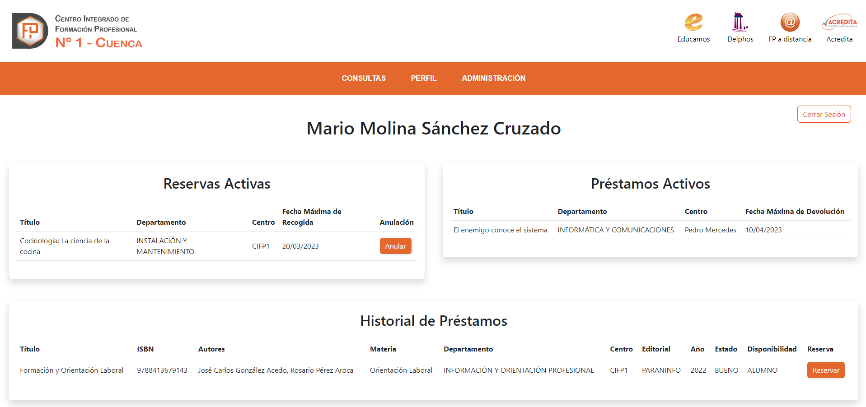 FP
Centro Integrado de
Formación Profesional
Nº 1 - Cuenca
Educamos
Delphos
@
FP a distancia
ACREDITA
Acredita
CONSULTAS PERFIL ADMINISTRACIÓN
Cerrar Sesión
Mario Molina Sánchez Cruzado
Reservas Activas
Título Departamento Centro Fecha Máxima de Recogida Anulación
Cocinología: La ciencia de la cocina INSTALACIÓN Y MANTENIMIENTO CIFP1 20/03/2023 Anular
Préstamos Activos
Título Departamento Centro Fecha Máxima de Devolución
El enemigo conoce el sistema INFORMÁTICA Y COMUNICACIONES Pedro Mercedes 10/04/2023
Historial de Préstamos
Título ISBN Autores Materia Departamento Centro Editorial Año Estado Disponibilidad Reserva
Formación y Orientación Laboral 9788413679143 José Carlos González Acedo, Rosario Pérez Aroca Orientación Laboral INFORMACIÓN Y ORIENTACIÓN PROFESIONAL CIFP1 PARANINFO 2022 BUENO ALUMNO Reservar